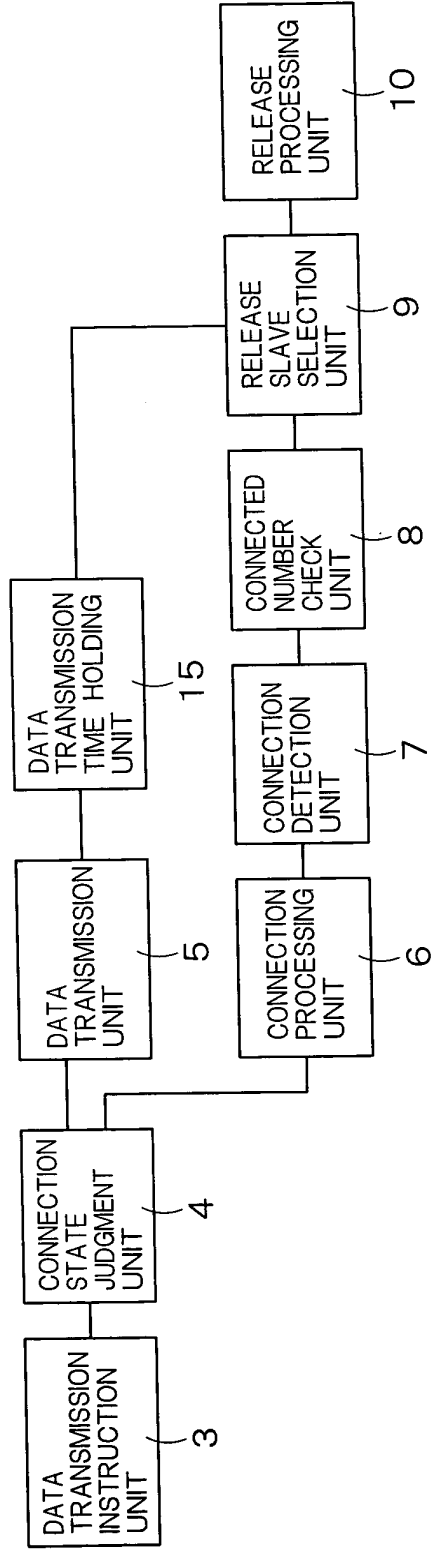 DATA
TRANSMISSION
INSTRUCTION
UNIT
3
CONNECTION
STATE
JUDGMENT
UNIT
4
DATA
TRANSMISSION
UNIT
5
DATA
TRANSMISSION
TIME HOLDING
UNIT
15
CONNECTION
PROCESSING
UNIT
6
CONNECTION
DETECTION
UNIT
7
CONNECTED
NUMBER
CHECK
UNIT
8
RELEASE
SLAVE
SELECTION
UNIT
9
RELEASE
PROCESSING
UNIT
10